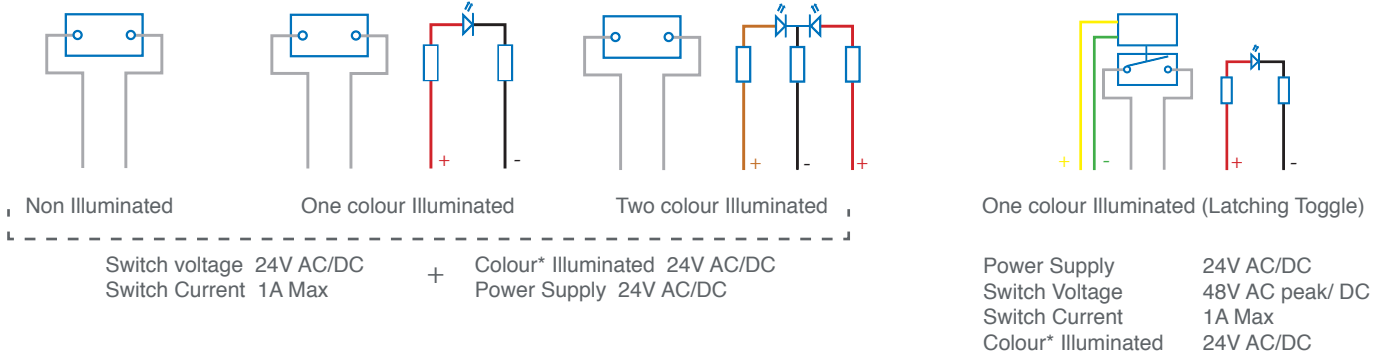 + -
+ - +
+ - + -
Non Illuminated
One colour Illuminated
Two colour Illuminated
One colour Illuminated (Latching Toggle)
Switch voltage 24V AC/DC
Switch Current 1A Max
+
Colour* Illuminated 24V AC/DC
Power Supply 24V AC/DC
Power Supply 24V AC/DC
Switch Voltage 48V AC peak/ DC
Switch Current 1A Max
Colour* Illuminated 24V AC/DC